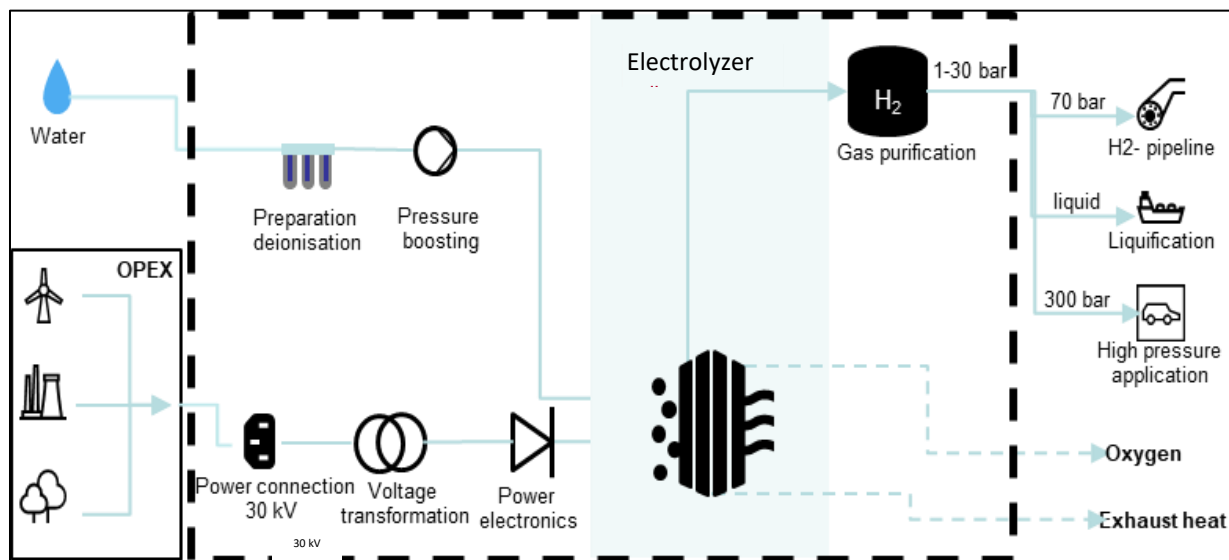 Electrolyzer
Water
Preparation
deionisation
Pressure
boosting
H2
Gas purification
1-30 bar
70 bar
H2- pipeline
liquid
Liquification
300 bar
High pressure
application
OPEX
Power connection
30 kV
30 kV
Voltage
transformation
Power
electronics
Oxygen
Exhaust heat